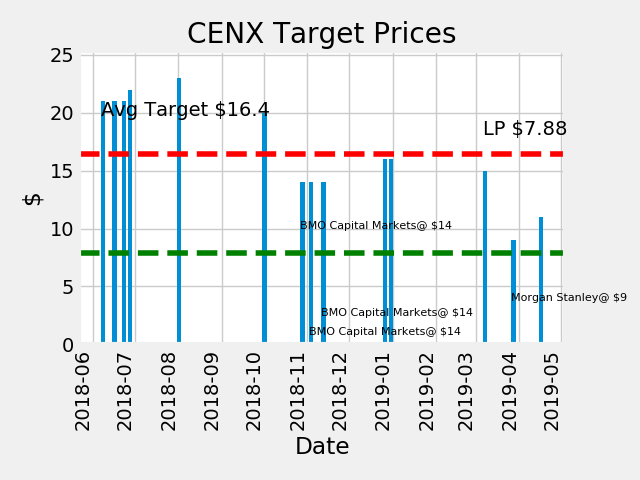 CENX Target Prices
25
20
15
10
5
0
$
Avg Target $16.4
LP $7.88
BMO Capital Markets@ $14
Morgan Stanley@ $9
BMO Capital Markets@ $14
BMO Capital Markets@ $14
2018-06
2018-07
2018-08
2018-09
2018-10
2018-11
2018-12
2019-01
2019-02
2019-03
2019-04
2019-05
Date